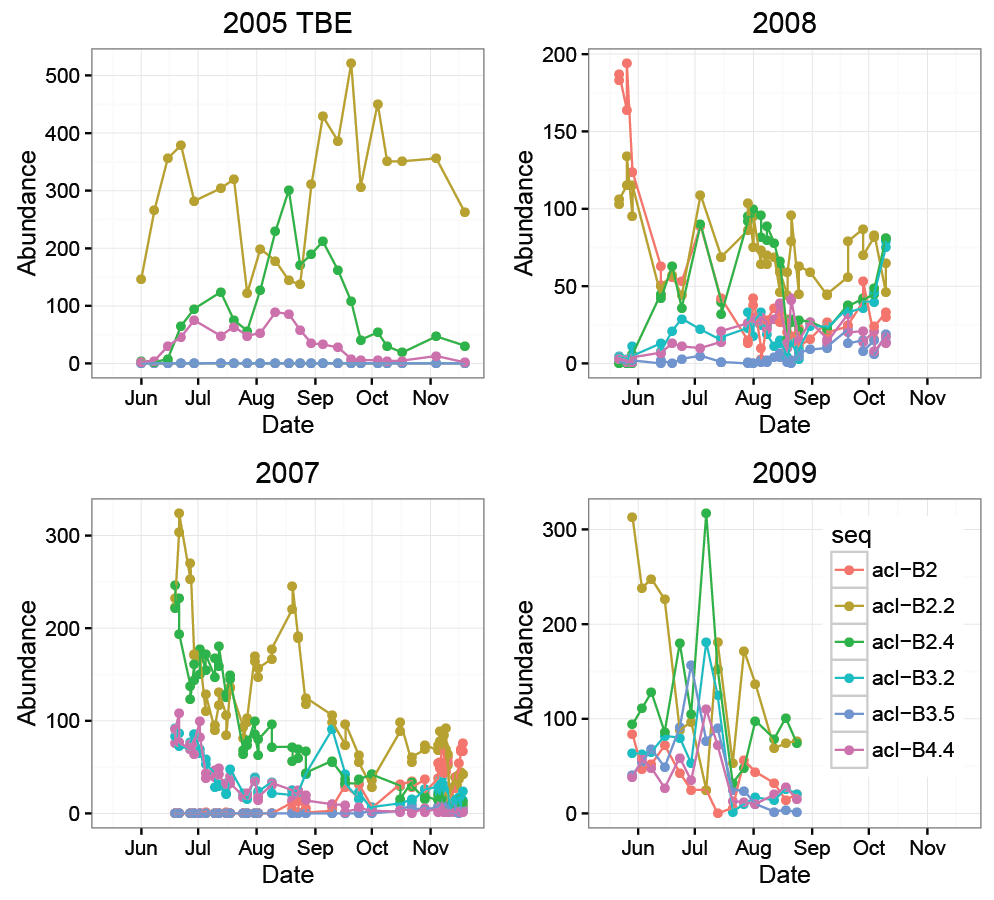 2005 TBE
Abundance
500
400
300
200
100
0
Jun Jul Aug Sep Oct Nov
Date
2008
Abundance
200
150
100
50
0
Jun Jul Aug Sep Oct Nov
Date
2007
Abundance
300
200
100
0
Jun Jul Aug Sep Oct Nov
Date
2009
Abundance
300
200
100
0
Jun Jul Aug Sep Oct Nov
Date
seq
acI−B2
acI−B2.2
acI−B2.4
acI−B3.2
acI−B3.5
acI−B4.4